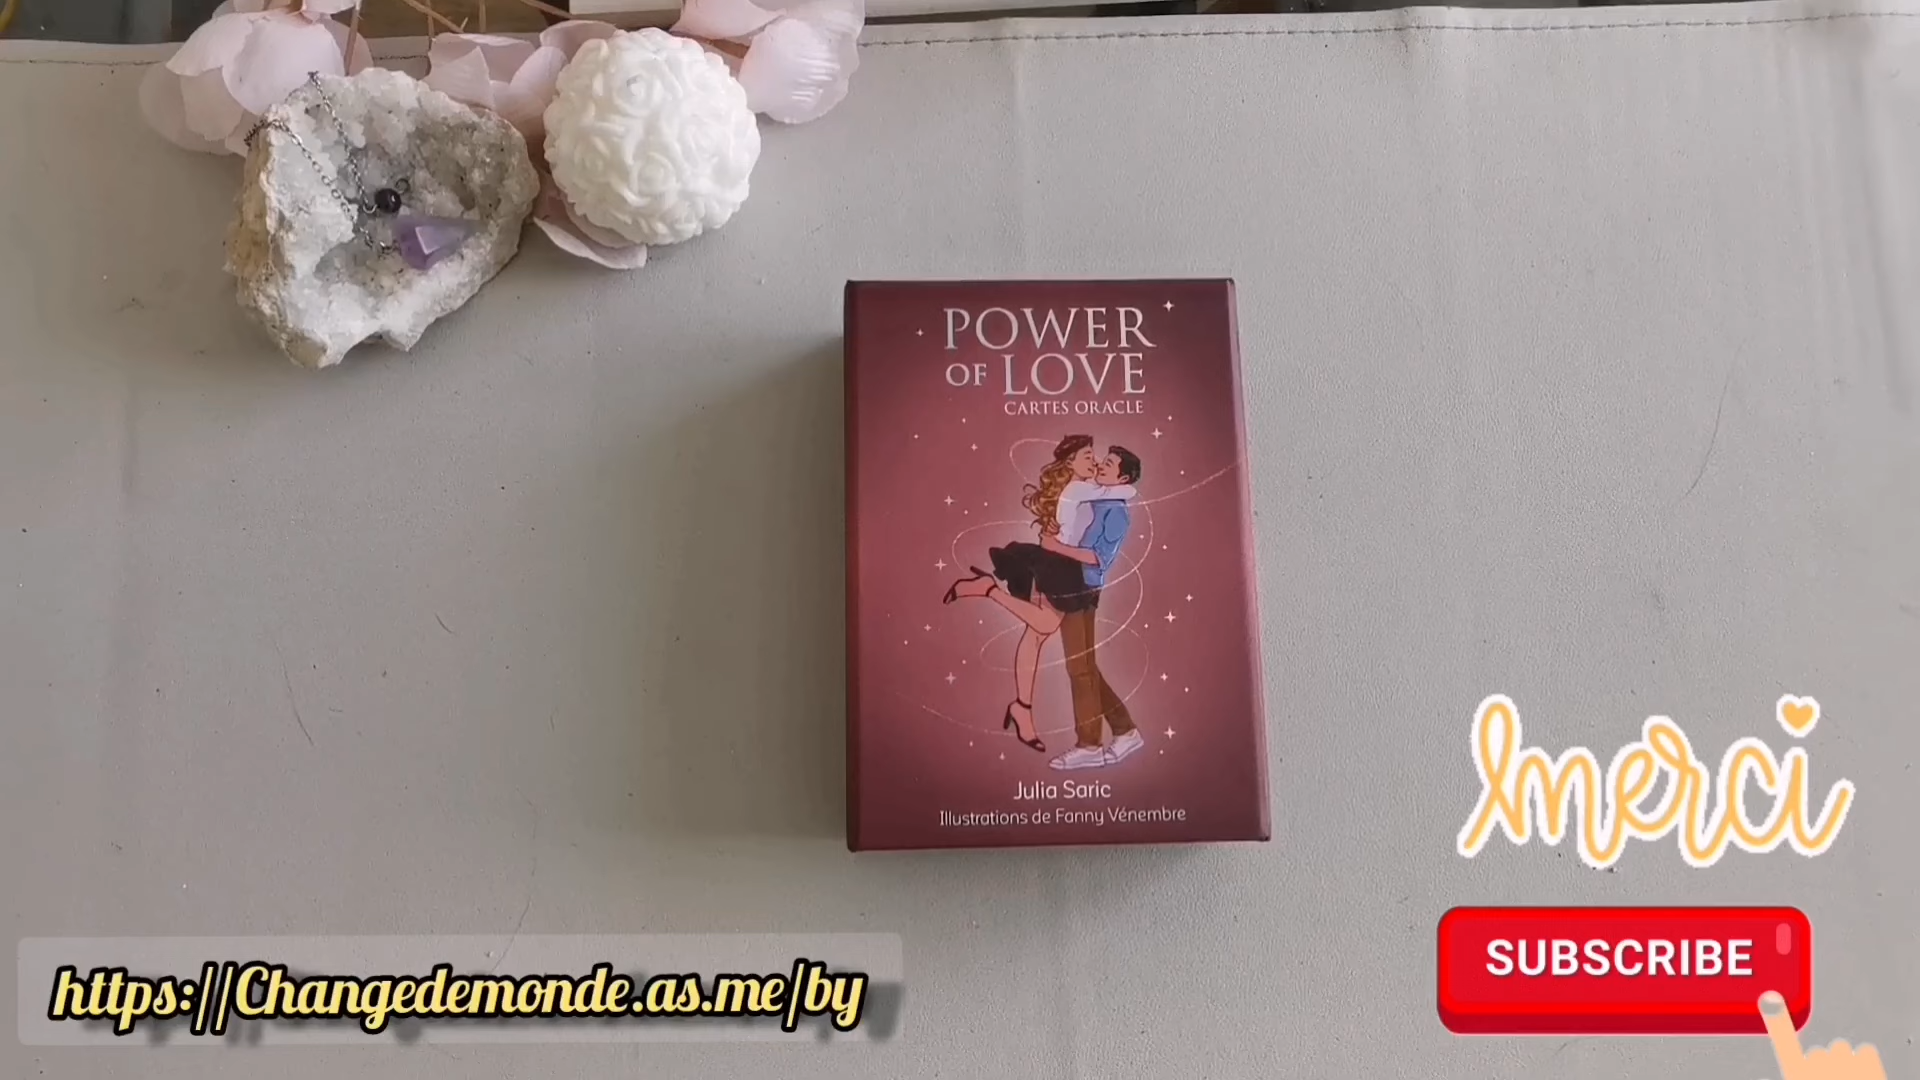 POWER
OF LOVE
CARTES ORACLE
Julia Saric
Illustrations de Fanny Vénembre
merci
SUBSCRIBE
https://Changedemonde.as.me/by